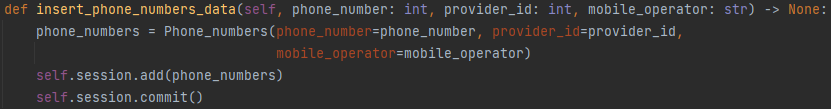 def insert_phone_numbers_data(self, phone_number: int, provider_id: int, mobile_operator: str) -> None:
    phone_numbers = Phone_numbers(phone_number=phone_number, provider_id=provider_id,
                                  mobile_operator=mobile_operator)
    self.session.add(phone_numbers)
    self.session.commit()